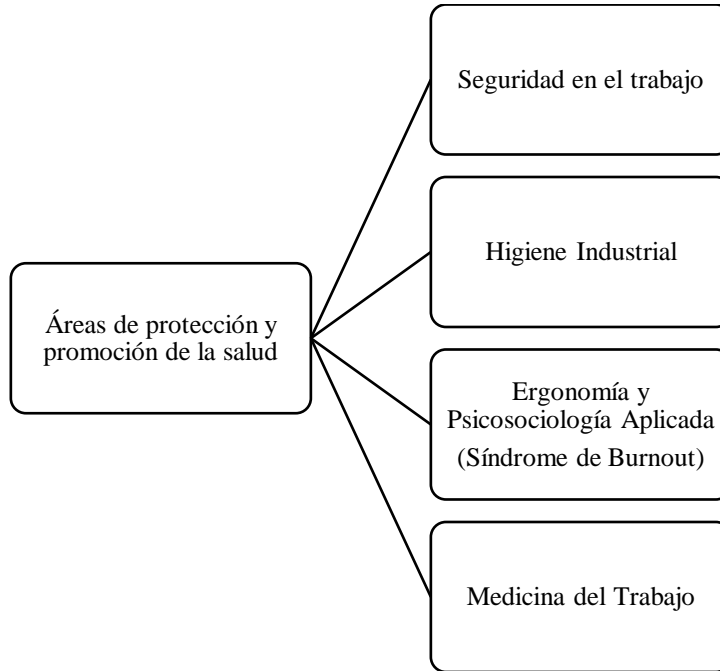 Seguridad en el trabajo
Higiene Industrial
Áreas de protección y
promoción de la salud
Ergonomía y
Psicosociología Aplicada
(Síndrome de Burnout)
Medicina del Trabajo